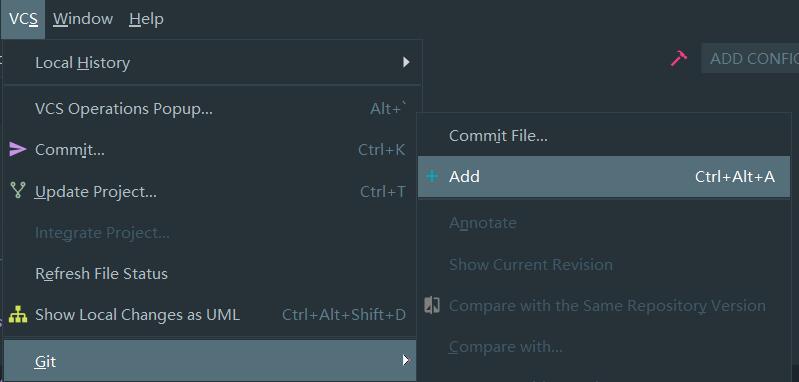 VCS Window Help
Local History
ADD CONFIG
VCS Operations Popup... Alt+`
Commit... Ctrl+K
Update Project... Ctrl+T
Integrate Project...
Refresh File Status
Show Local Changes as UML Ctrl+Alt+Shift+D
Git
Commit File...
Add Ctrl+Alt+A
Annotate
Show Current Revision
Compare with the Same Repository Version
Compare with...